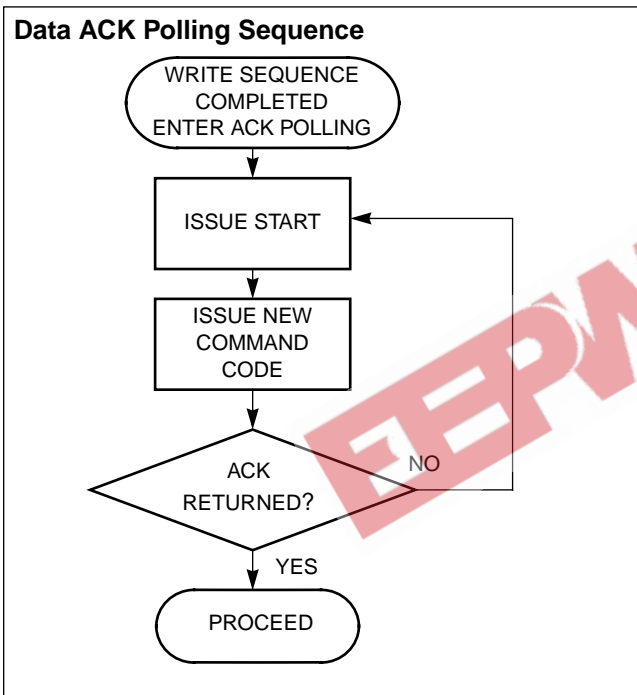 Data ACK Polling Sequence
WRITE SEQUENCE
COMPLETED
ENTER ACK POLLING
ISSUE START
ISSUE NEW
COMMAND
CODE
ACK
RETURNED?
NO
YES
PROCEED
EEPW